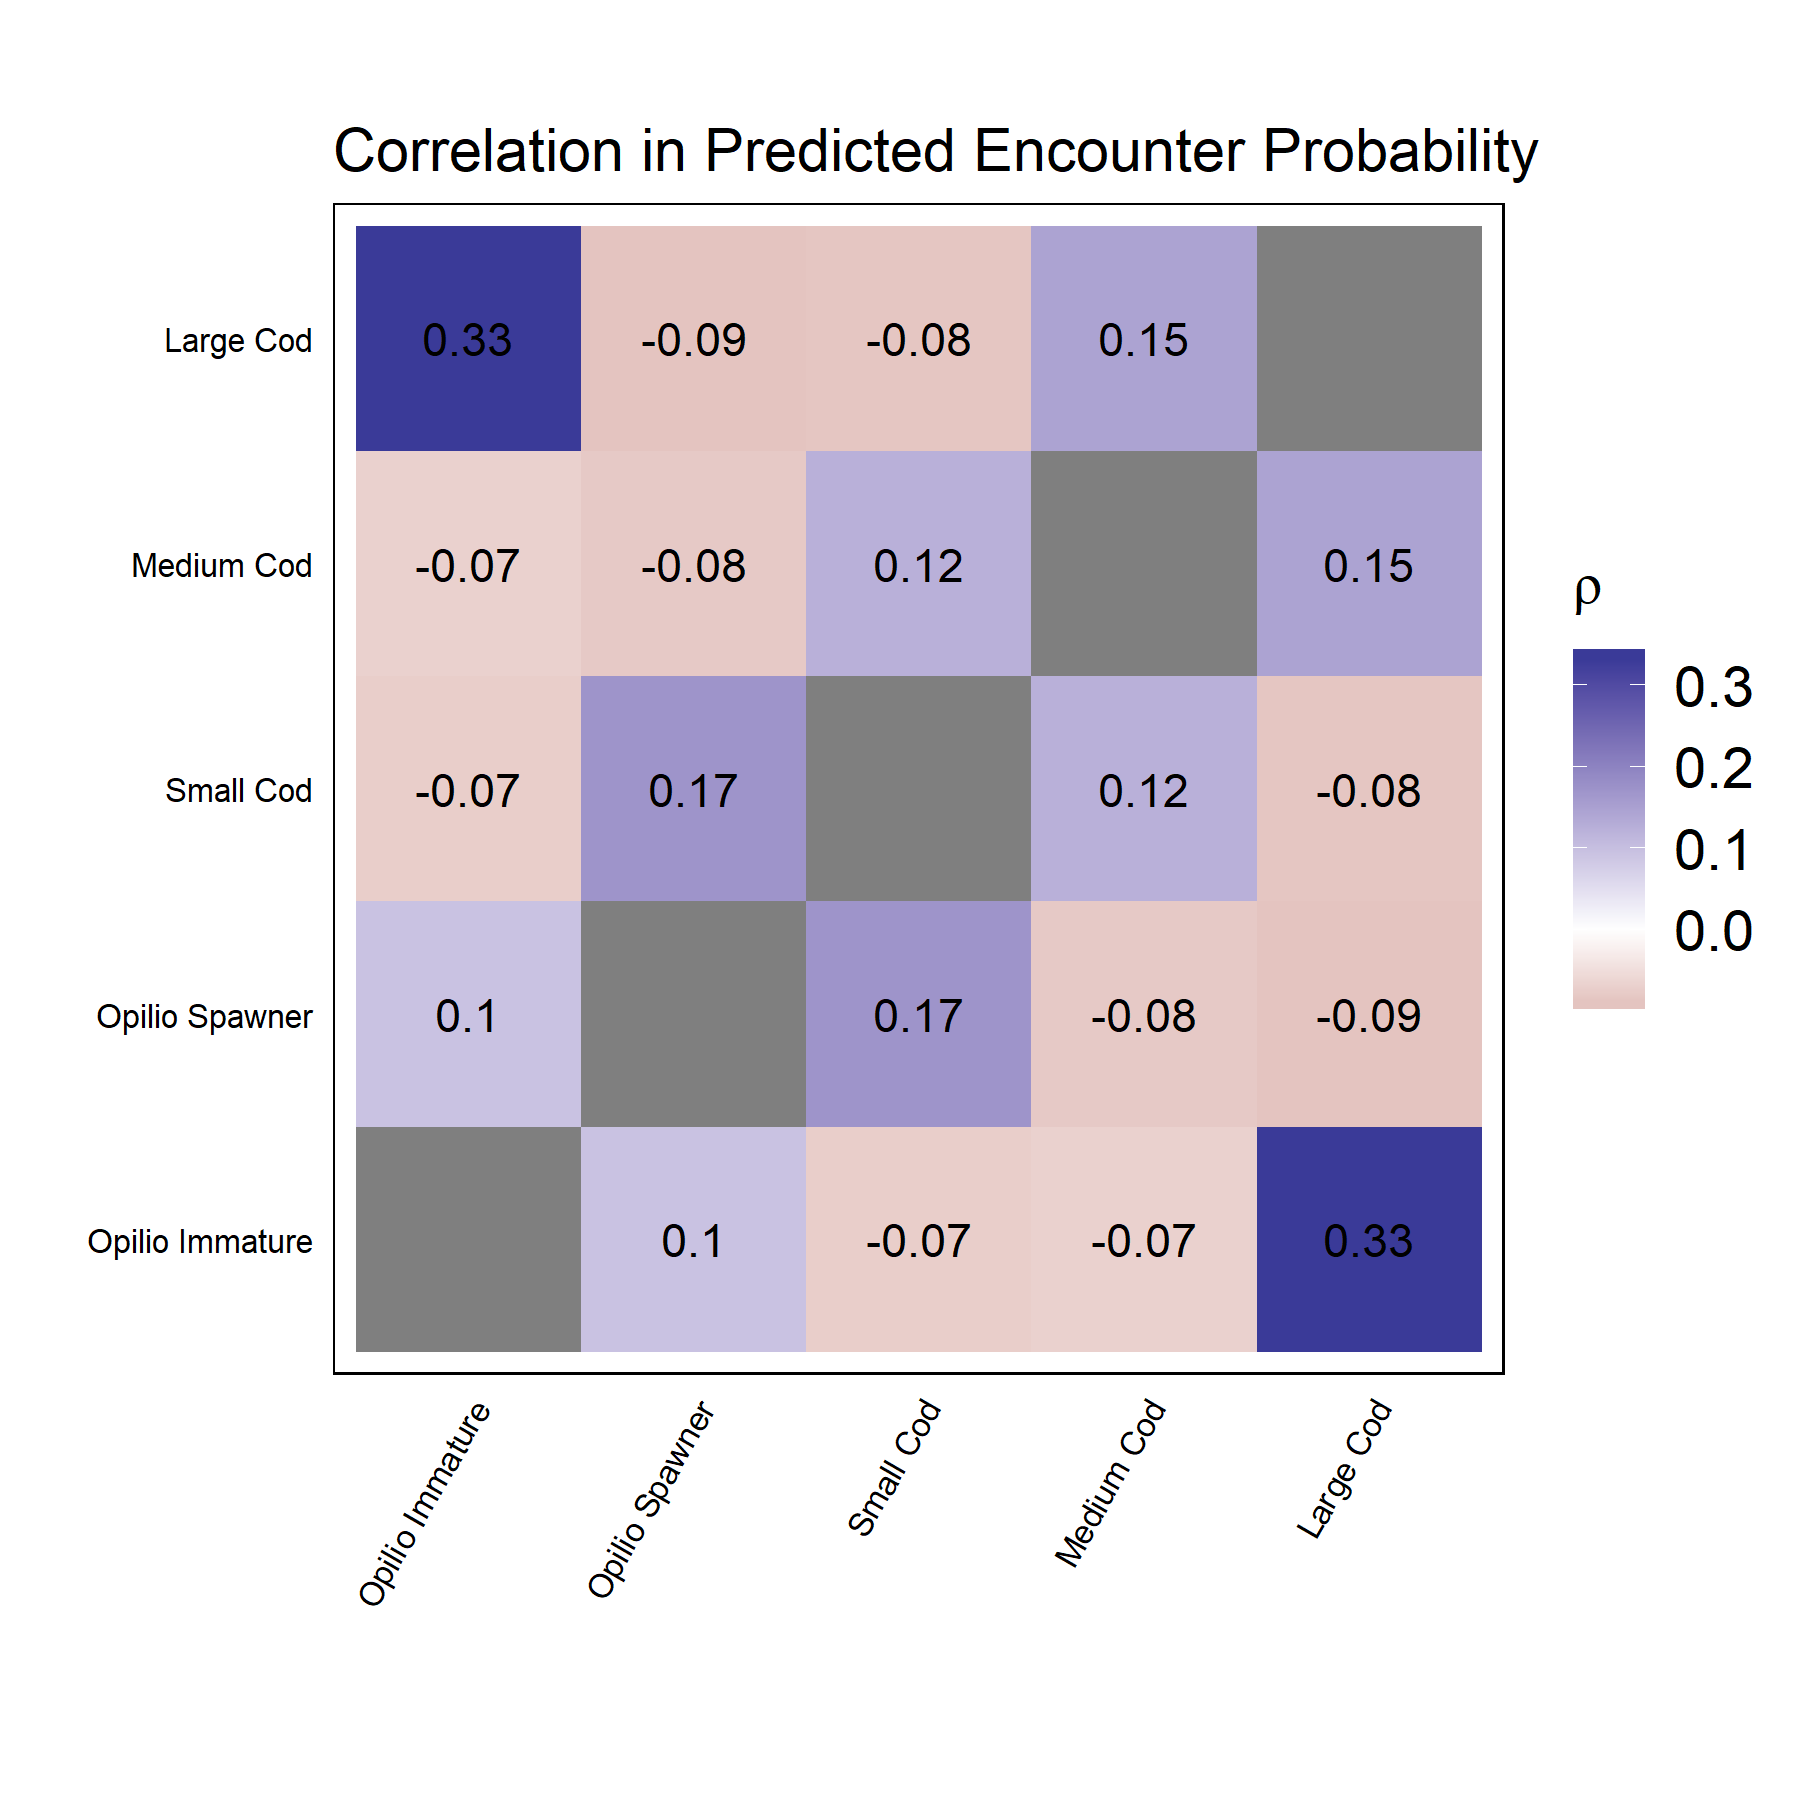 Correlation in Predicted Encounter Probability
Large Cod 0.33 -0.09 -0.08 0.15
Medium Cod -0.07 -0.08 0.12 0.15
Small Cod -0.07 0.17 0.12 -0.08
Opilio Spawner 0.1 0.17 -0.08 -0.09
Opilio Immature 0.1 -0.07 -0.07 0.33
Opilio Immature
Opilio Spawner
Small Cod
Medium Cod
Large Cod
ρ
0.3
0.2
0.1
0.0